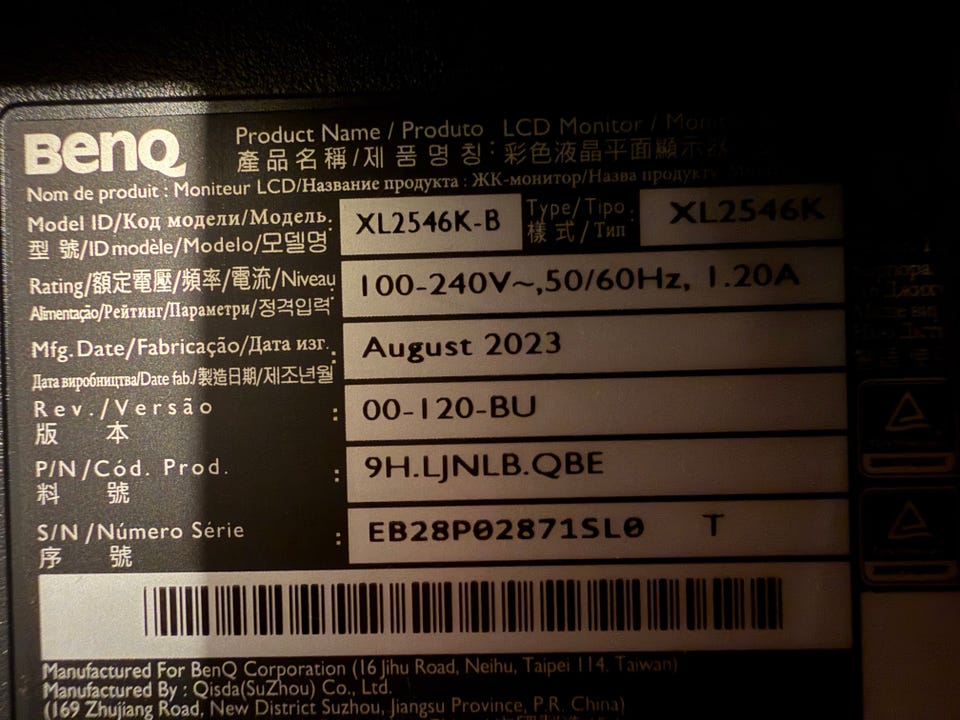 BenQ
Product Name / Produto LCD Monitor /
產品名稱/제품명칭: 彩色液晶平面顯示器
Nom de produit : Moniteur LCD/Название продукта : ЖК-монитор/Назва продукту
Model ID/Код модели/Модель. XL2546K-B Type/Tipo: XL2546K
型 號/ID modèle/Modelo/모델명 樣式/Тип
Rating/額定電壓/頻率/電流/Niveau 100-240V~,50/60Hz, 1.20A
Alimentação/Рейтинг/Параметри/정격입력
Mfg. Date/Fabricação/Дата изг. : August 2023
Дата виробництва/Date fab./製造日期/제조년월
Rev./Versão : 00-120-BU
版 本
P/N /Cód. Prod. : 9H.LJNLB.QBE
料 號
S/N /Número Série : EB28P02871SL0 T
序 號
Manufactured For BenQ Corporation (16 Jihu Road, Neihu, Taipei 114, Taiwan)
Manufactured By : Qisda(SuZhou) Co., Ltd.
(169 Zhujiang Road, New District Suzhou, Jiangsu Province, P.R. China)